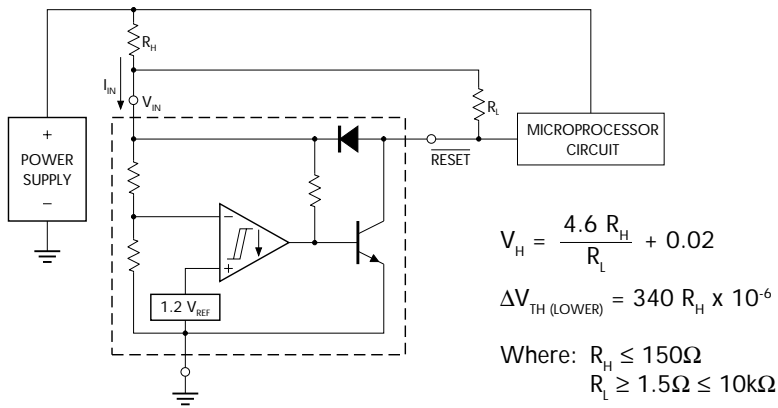 R_H
I_IN
V_IN
R_L
+
POWER
SUPPLY
−
RESET
MICROPROCESSOR
CIRCUIT
−
+
1.2 V_REF
V_H = 4.6 R_H / R_L + 0.02
ΔV_TH (LOWER) = 340 R_H x 10^-6
Where: R_H ≤ 150Ω
R_L ≥ 1.5Ω ≤ 10kΩ